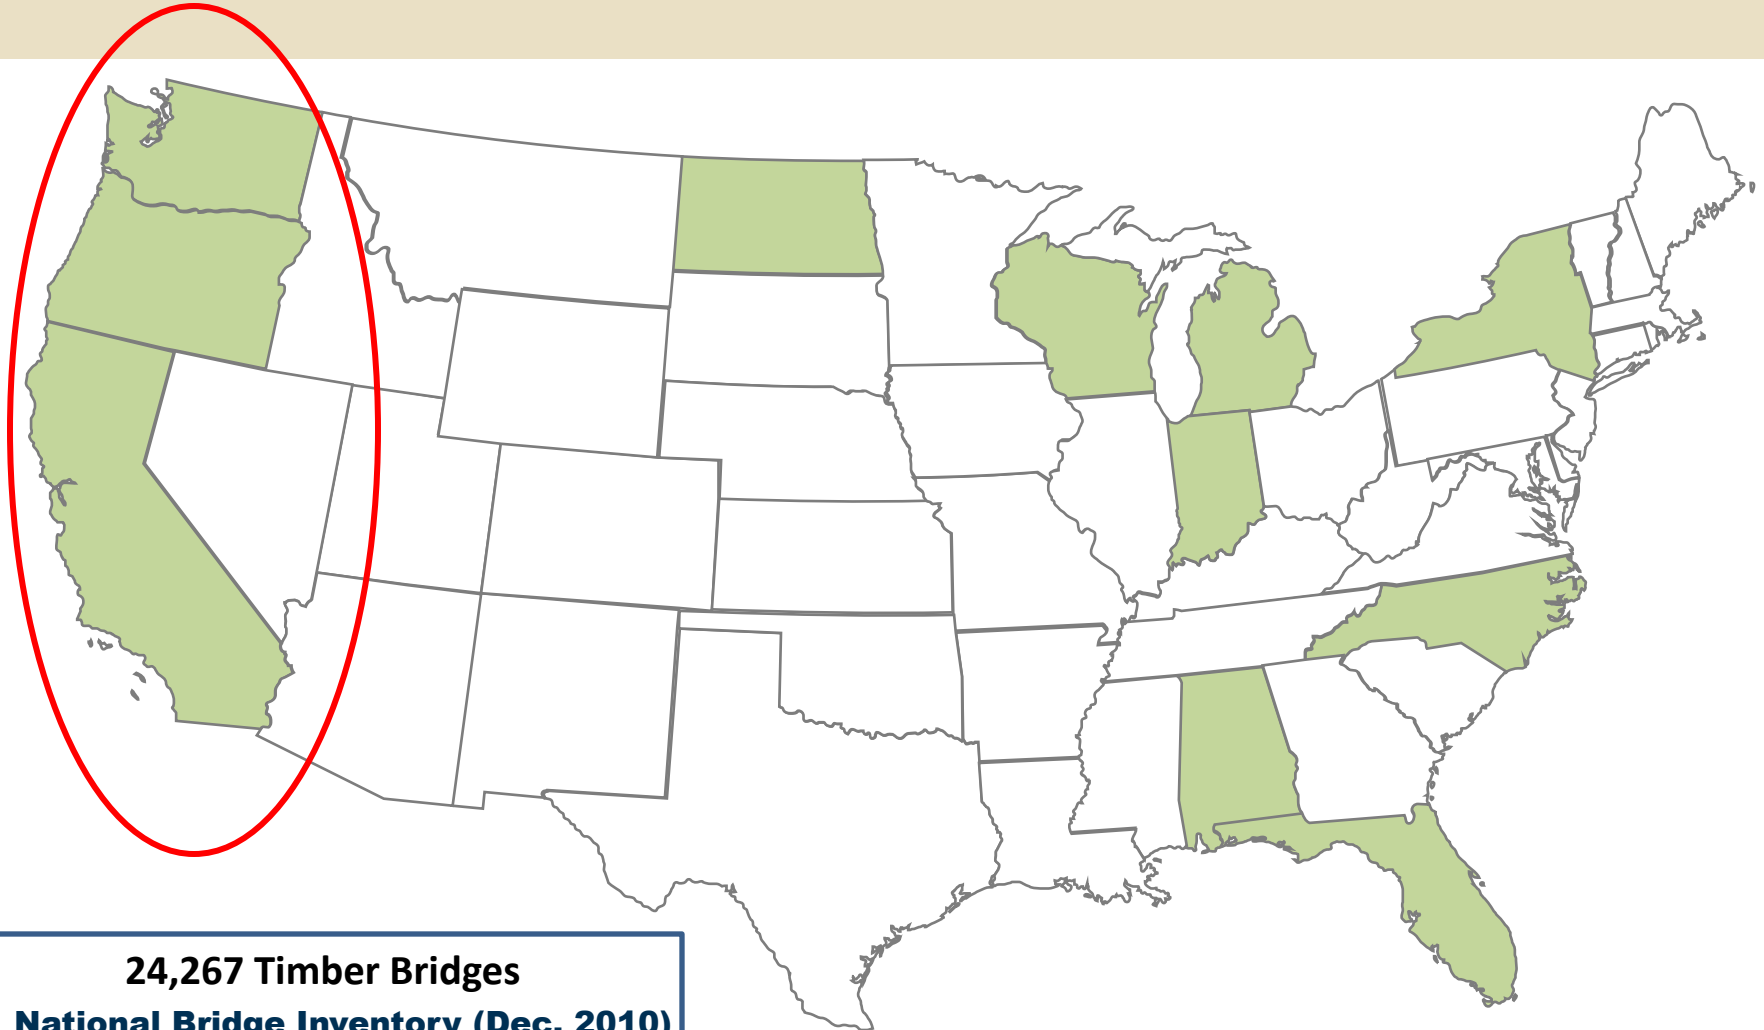 24,267 Timber Bridges
National Bridge Inventory (Dec. 2010)